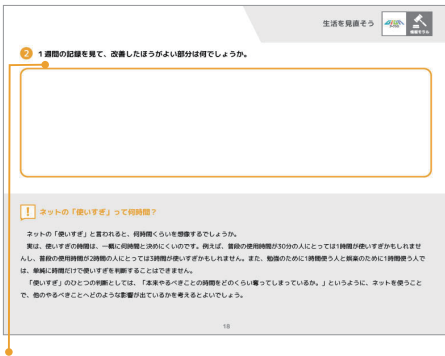 生活を見直そう
情報モラル
2 1週間の記録を見て、改善したほうがよい部分は何でしょうか。
! ネットの「使いすぎ」って何時間?
ネットの「使いすぎ」と言われると、何時間くらいを想像するでしょうか。
実は、使いすぎの時間は、一概に何時間と決めにくいのです。例えば、普段の使用時間が30分の人にとっては1時間が使いすぎかもしれませ
んし、普段の使用時間が2時間の人にとっては3時間が使いすぎかもしれません。また、勉強のために1時間使う人と娯楽のために1時間使う人で
は、単純に時間だけで使いすぎを判断することはできません。
「使いすぎ」のひとつの判断としては、「本来やるべきことの時間をどのくらい奪ってしまっているか。」というように、ネットを使うこと
で、他のやるべきことへどのような影響が出ているかを考えるとよいでしょう。
18